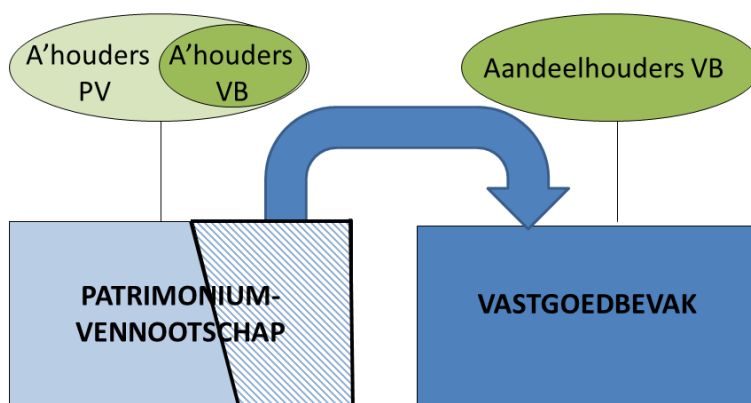 A’houders
PV
A’houders
VB
Aandeelhouders VB
PATRIMONIUM-
VENNOOTSCHAP
VASTGOEDBEVAK